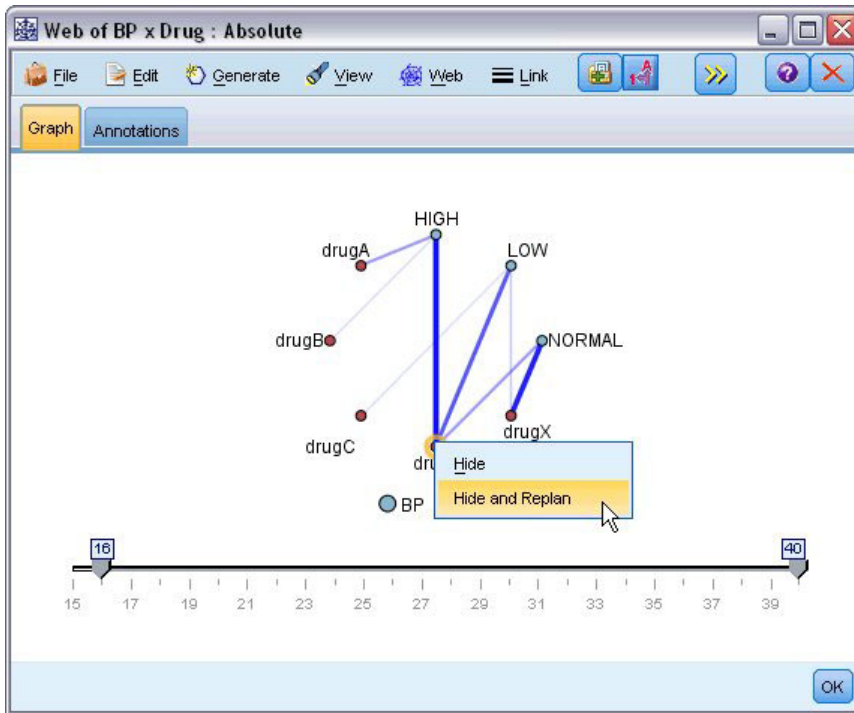 Web of BP x Drug : Absolute
File Edit Generate View Web Link
Graph Annotations
HIGH
drugA
LOW
drugB
NORMAL
drugC
drugX
dru
Hide
Hide and Replan
BP
16 40
15 17 19 21 23 25 27 29 31 33 35 37 39
OK